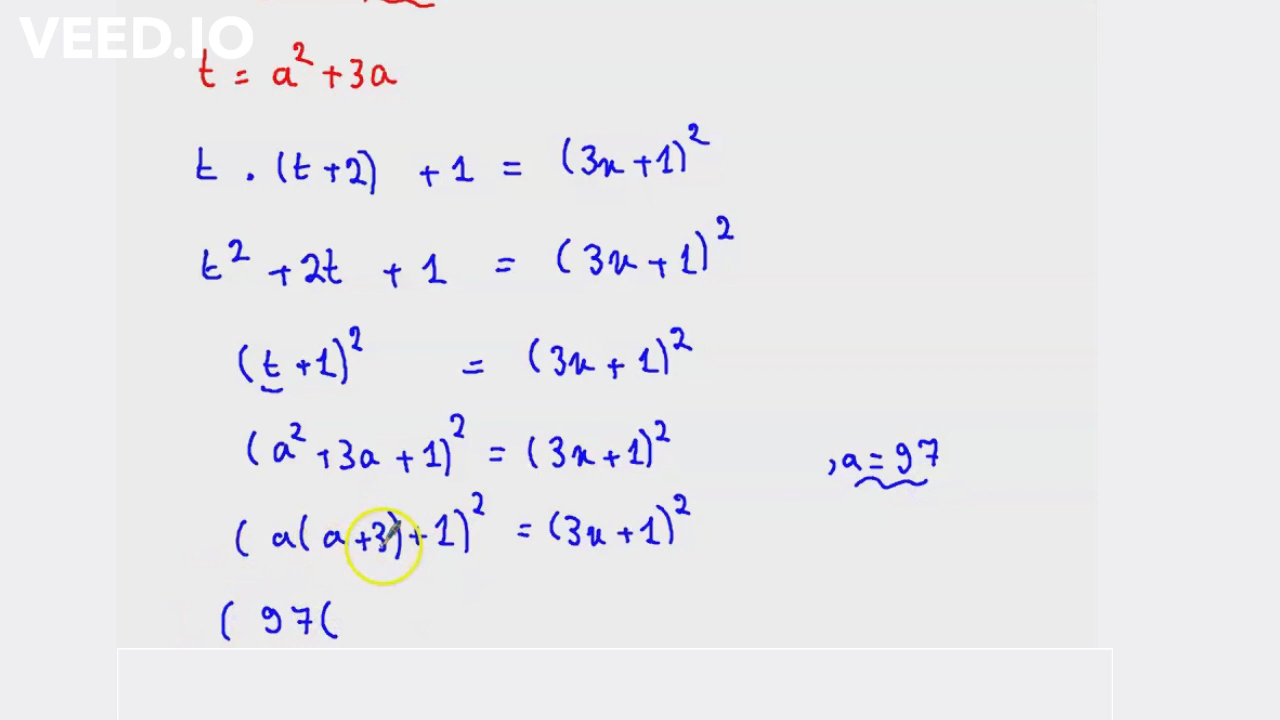 VEED.IO
t = a² + 3a
t . (t + 2) + 1 = (3x + 1)²
t² + 2t + 1 = (3x + 1)²
(t + 1)² = (3x + 1)²
(a² + 3a + 1)² = (3x + 1)² , a = 97
( a( a + 3) + 1)² = (3x + 1)²
( 97(